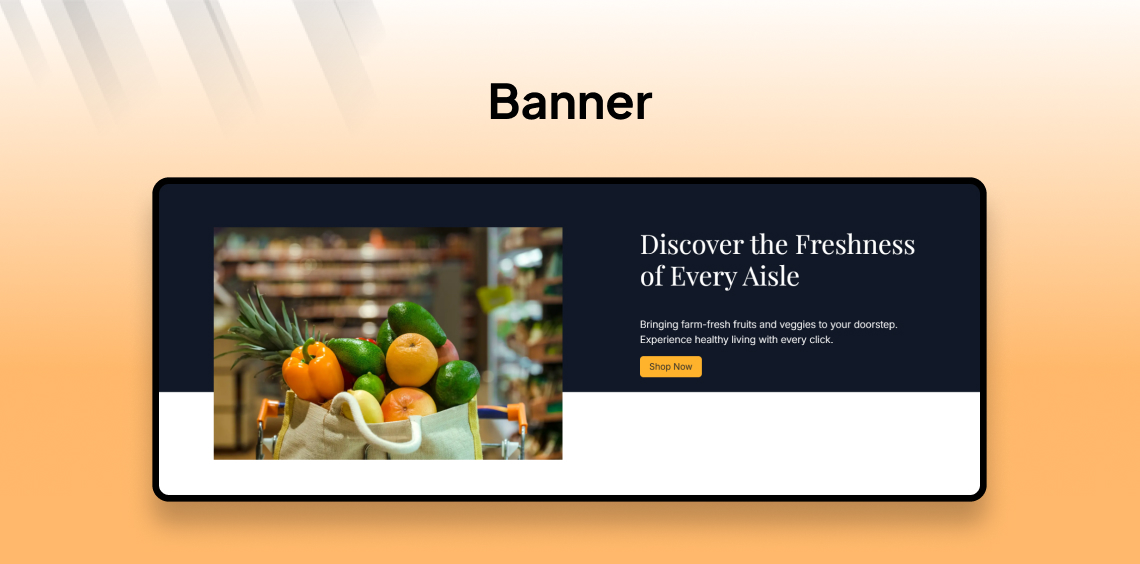 Banner
Discover the Freshness
of Every Aisle
Bringing farm-fresh fruits and veggies to your doorstep.
Experience healthy living with every click.
Shop Now